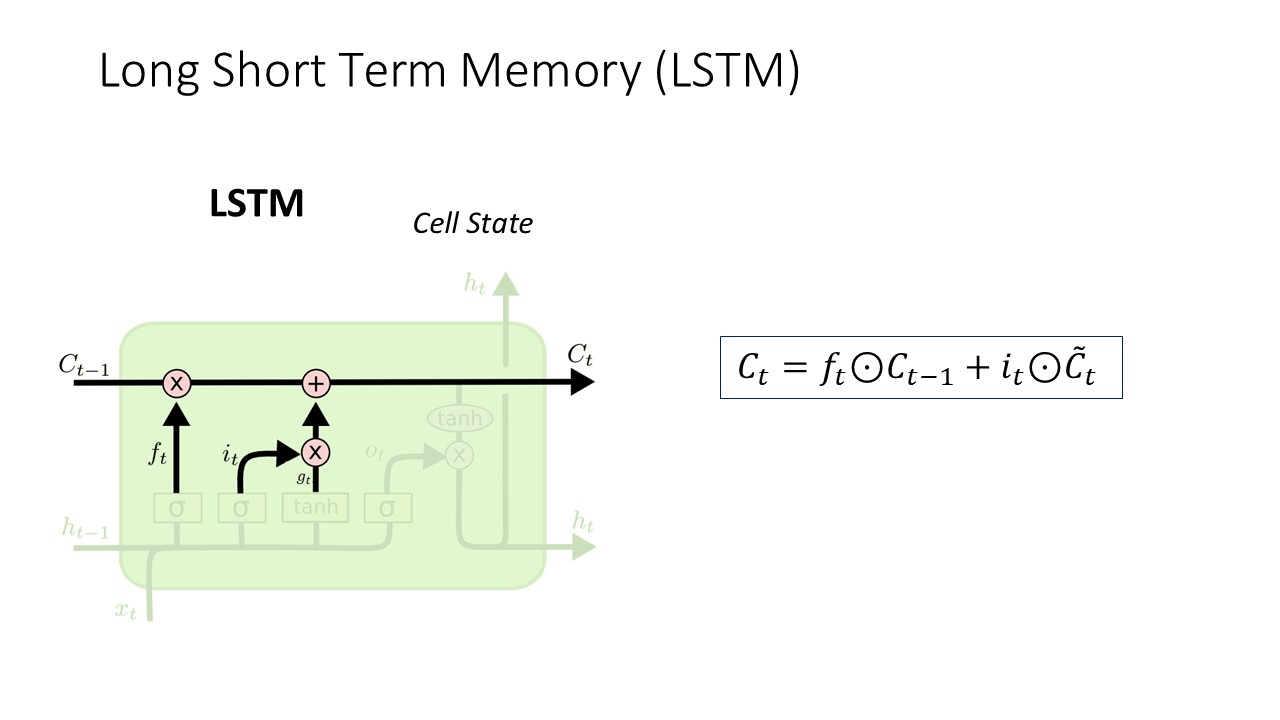 Long Short Term Memory (LSTM)
LSTM
Cell State
h_t
C_{t-1}
C_t
x
+
tanh
f_t
i_t
x
o_t
x
g_t
σ
σ
tanh
σ
h_{t-1}
h_t
x_t
C_t = f_t⊙C_{t−1} + i_t⊙C̃_t